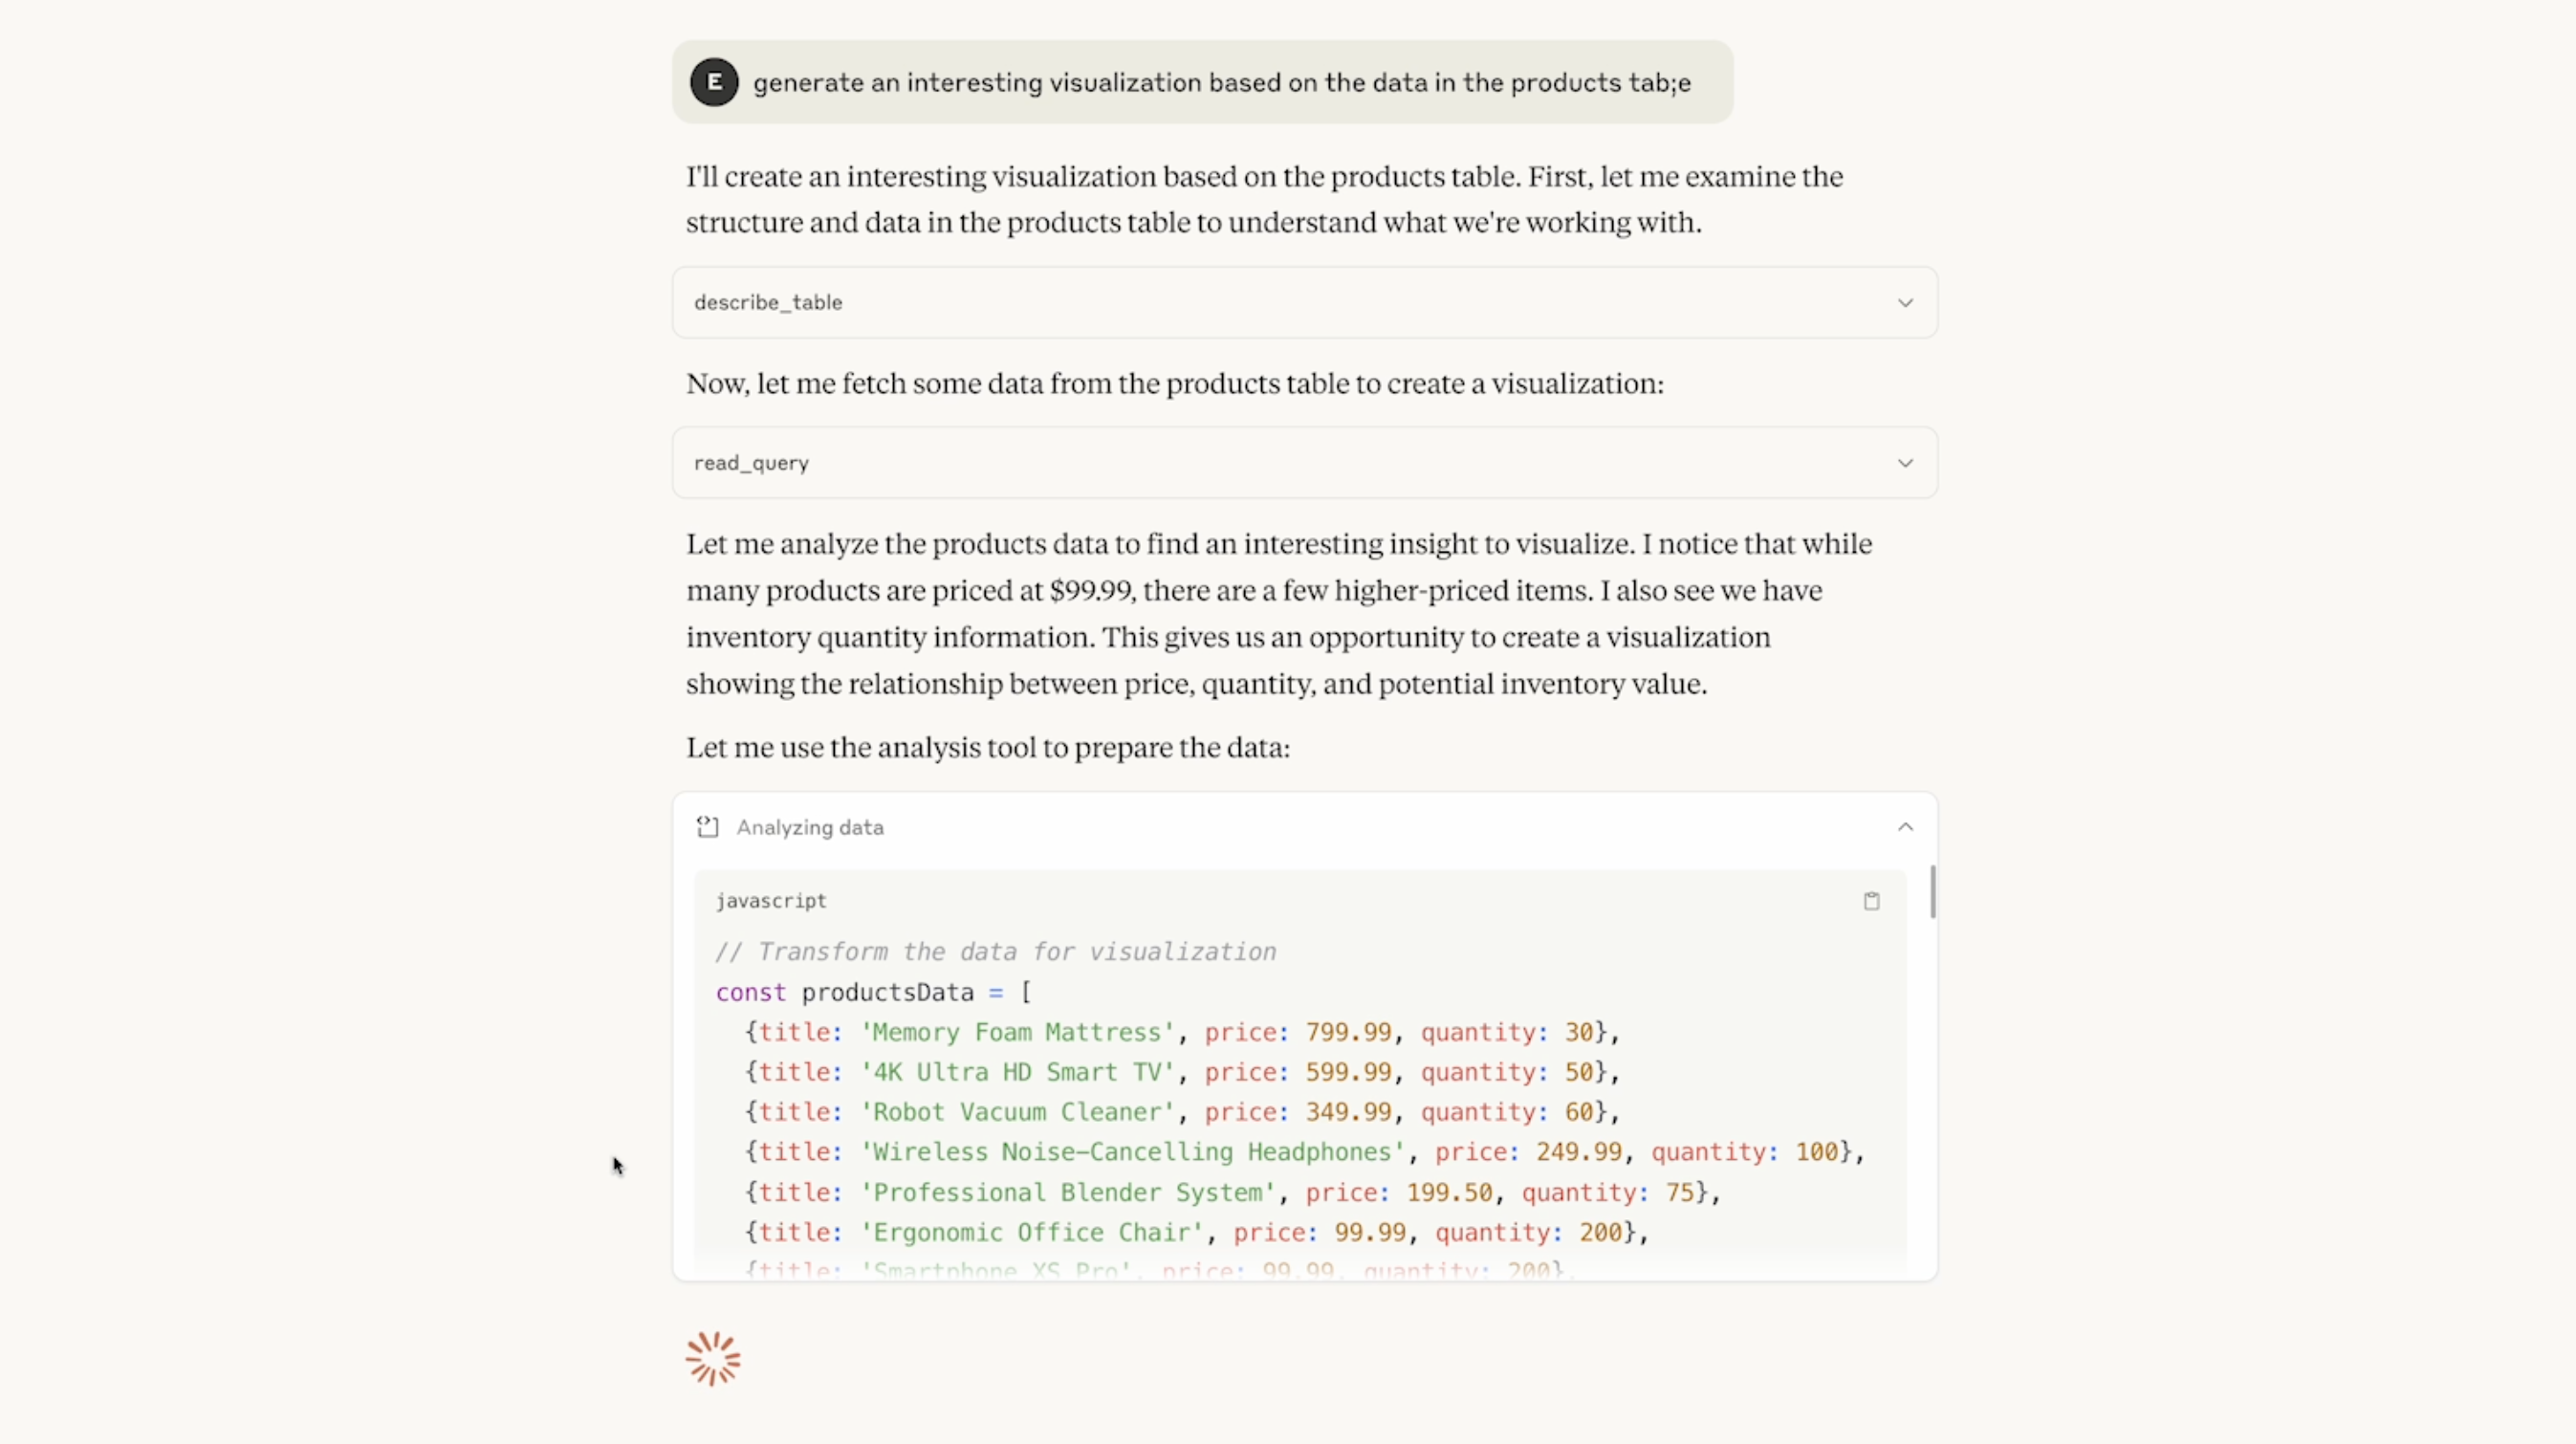 E generate an interesting visualization based on the data in the products tab;e
I'll create an interesting visualization based on the products table. First, let me examine the
structure and data in the products table to understand what we're working with.
describe_table
Now, let me fetch some data from the products table to create a visualization:
read_query
Let me analyze the products data to find an interesting insight to visualize. I notice that while
many products are priced at $99.99, there are a few higher-priced items. I also see we have
inventory quantity information. This gives us an opportunity to create a visualization
showing the relationship between price, quantity, and potential inventory value.
Let me use the analysis tool to prepare the data:
Analyzing data
javascript
// Transform the data for visualization
const productsData = [
{title: 'Memory Foam Mattress', price: 799.99, quantity: 30},
{title: '4K Ultra HD Smart TV', price: 599.99, quantity: 50},
{title: 'Robot Vacuum Cleaner', price: 349.99, quantity: 60},
{title: 'Wireless Noise-Cancelling Headphones', price: 249.99, quantity: 100},
{title: 'Professional Blender System', price: 199.50, quantity: 75},
{title: 'Ergonomic Office Chair', price: 99.99, quantity: 200},
{title: 'Smartphone XS Pro', price: 99.99, quantity: 200},